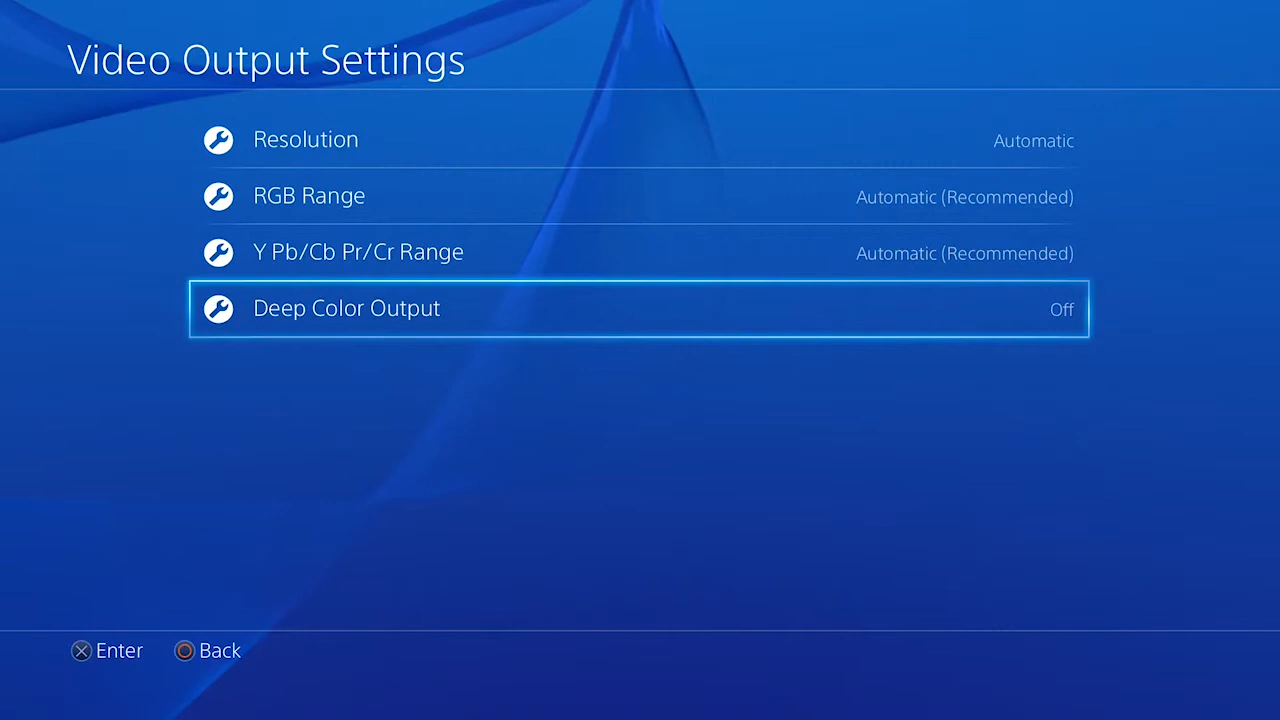 Video Output Settings
Resolution Automatic
RGB Range Automatic (Recommended)
Y Pb/Cb Pr/Cr Range Automatic (Recommended)
Deep Color Output Off
Enter Back